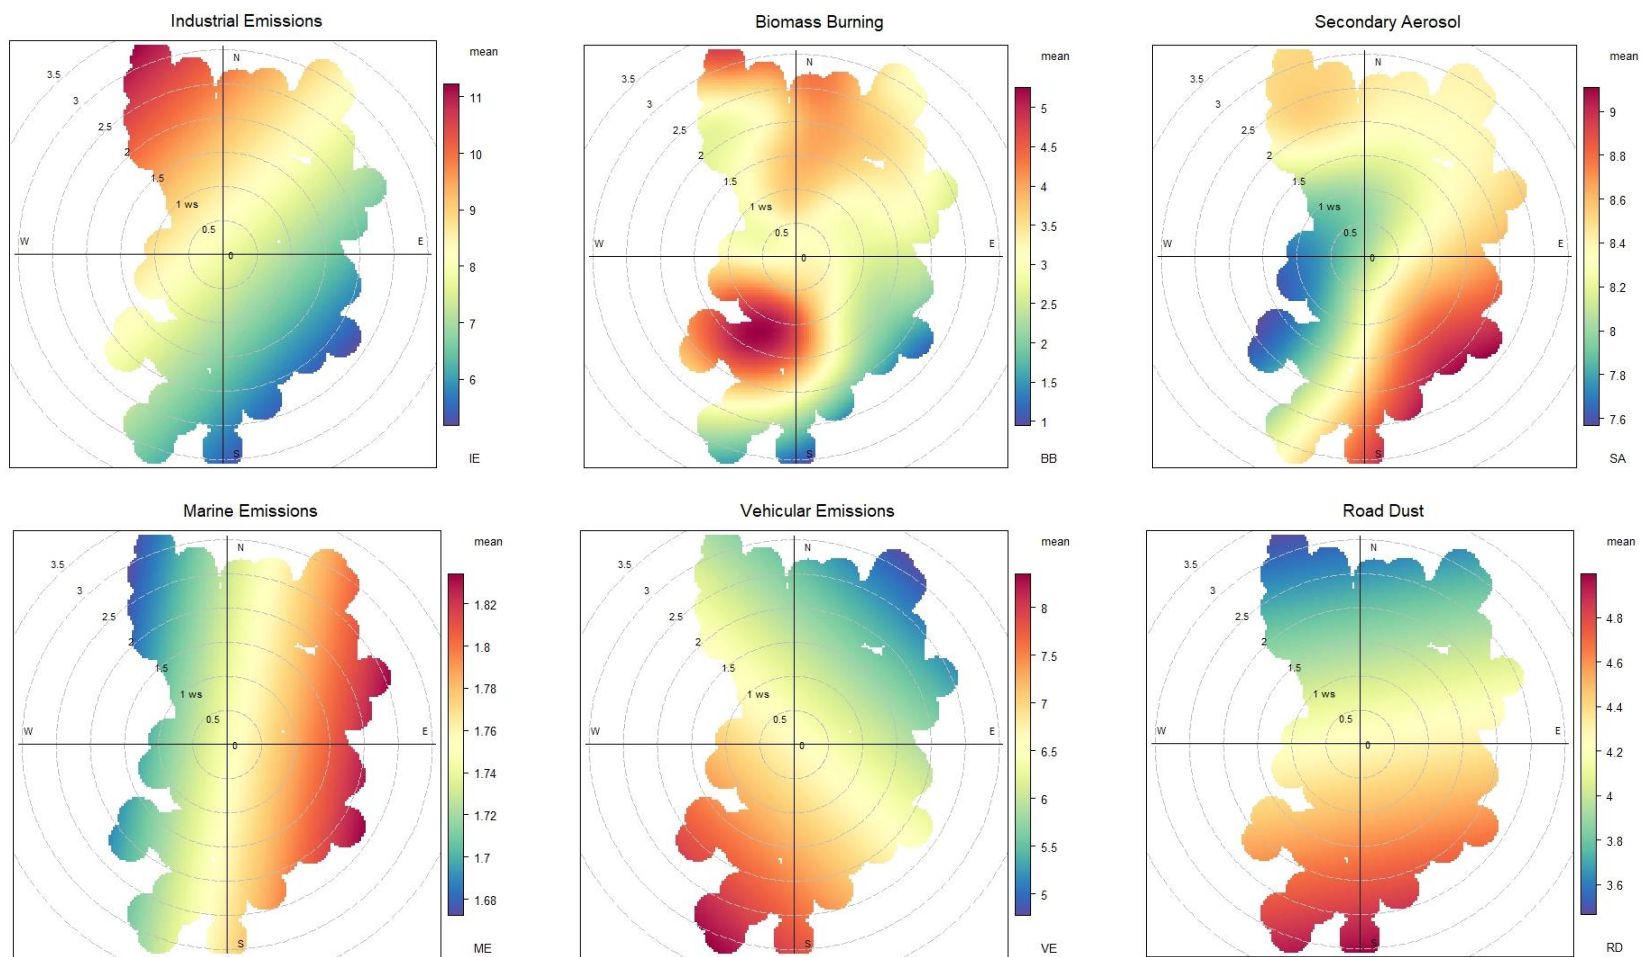 Industrial Emissions
mean
3.5
3
2.5
2
1.5
1 ws
0.5
0
N
E
S
W
11
10
9
8
7
6
IE
Biomass Burning
mean
3.5
3
2.5
2
1.5
1 ws
0.5
0
N
E
S
W
5
4.5
4
3.5
3
2.5
2
1.5
1
BB
Secondary Aerosol
mean
3.5
3
2.5
2
1.5
1 ws
0.5
0
N
E
S
W
9
8.8
8.6
8.4
8.2
8
7.8
7.6
SA
Marine Emissions
mean
3.5
3
2.5
2
1.5
1 ws
0.5
0
N
E
S
W
1.82
1.8
1.78
1.76
1.74
1.72
1.7
1.68
ME
Vehicular Emissions
mean
3.5
3
2.5
2
1.5
1 ws
0.5
0
N
E
S
W
8
7.5
7
6.5
6
5.5
5
VE
Road Dust
mean
3.5
3
2.5
2
1.5
1 ws
0.5
0
N
E
S
W
4.8
4.6
4.4
4.2
4
3.8
3.6
RD